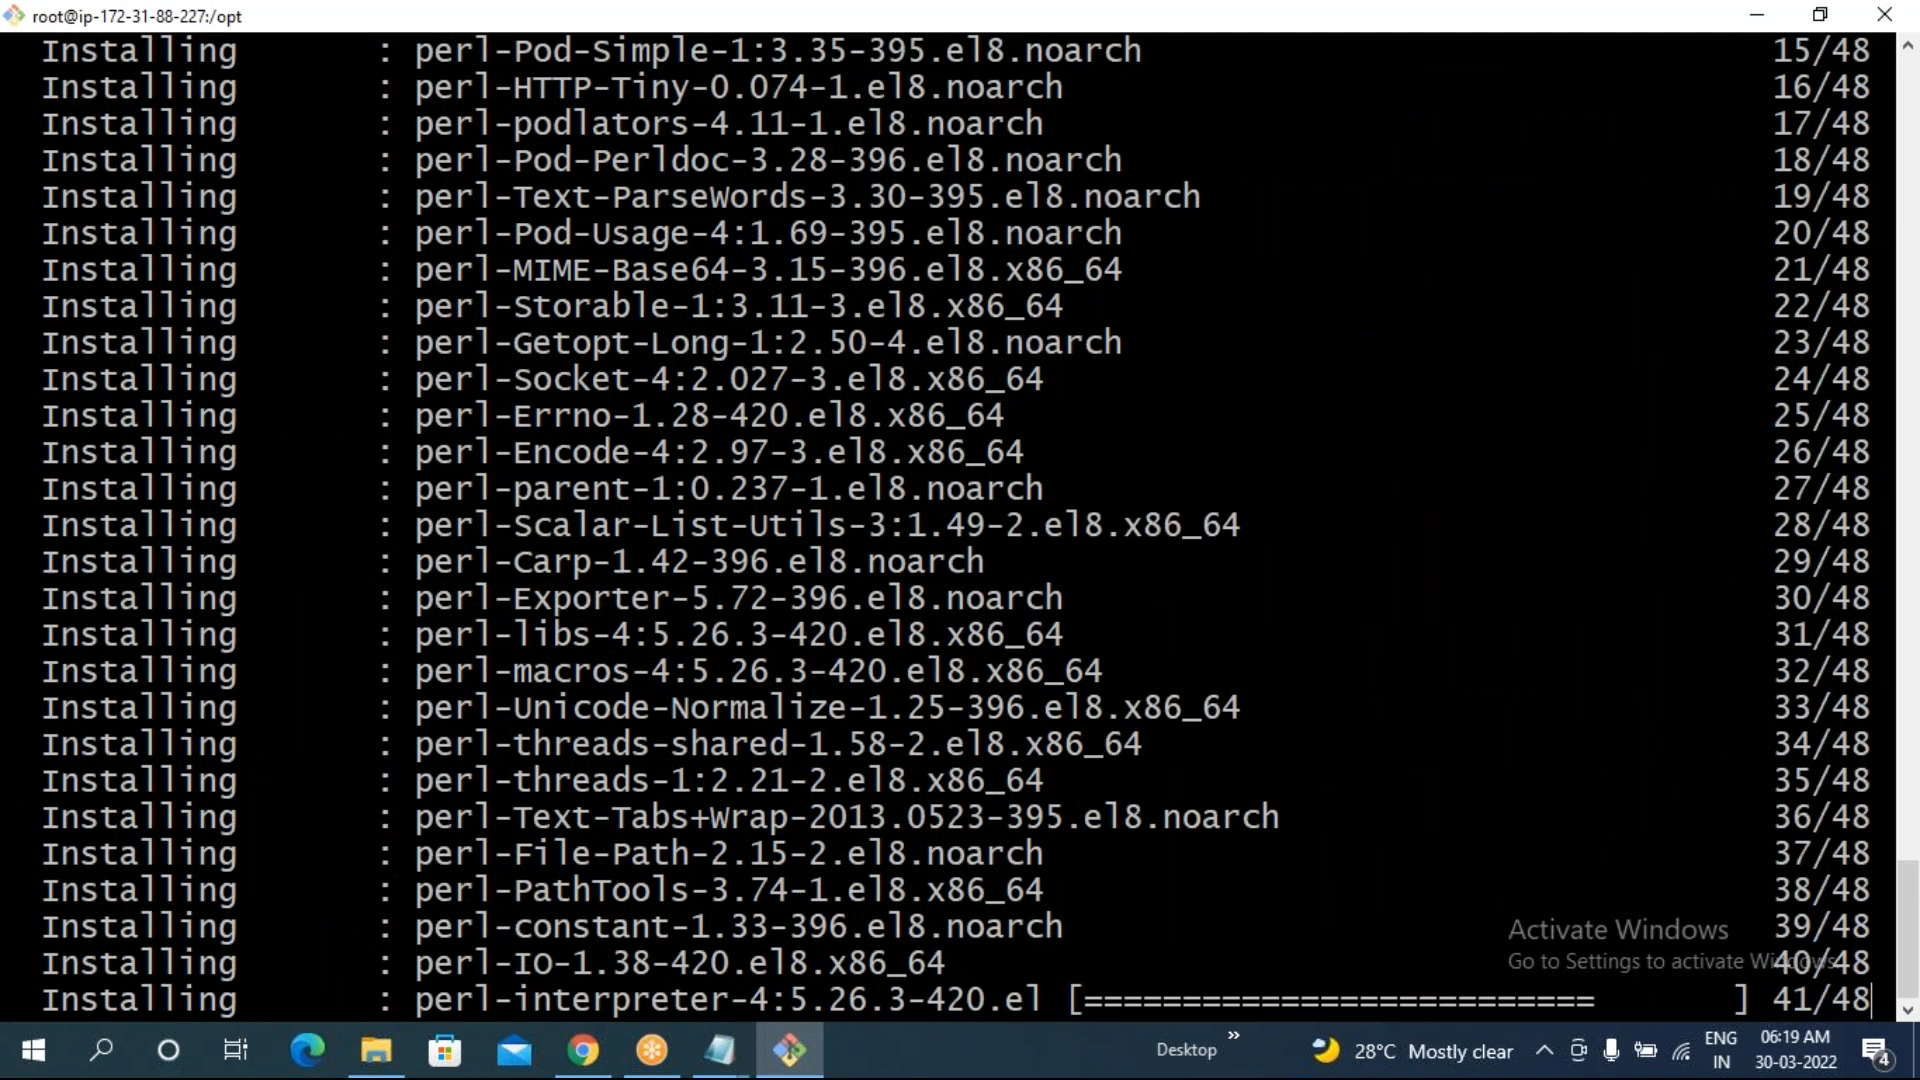 root@ip-172-31-88-227:/opt
Installing : perl-Pod-Simple-1:3.35-395.el8.noarch 15/48
Installing : perl-HTTP-Tiny-0.074-1.el8.noarch 16/48
Installing : perl-podlators-4.11-1.el8.noarch 17/48
Installing : perl-Pod-Perldoc-3.28-396.el8.noarch 18/48
Installing : perl-Text-ParseWords-3.30-395.el8.noarch 19/48
Installing : perl-Pod-Usage-4:1.69-395.el8.noarch 20/48
Installing : perl-MIME-Base64-3.15-396.el8.x86_64 21/48
Installing : perl-Storable-1:3.11-3.el8.x86_64 22/48
Installing : perl-Getopt-Long-1:2.50-4.el8.noarch 23/48
Installing : perl-Socket-4:2.027-3.el8.x86_64 24/48
Installing : perl-Errno-1.28-420.el8.x86_64 25/48
Installing : perl-Encode-4:2.97-3.el8.x86_64 26/48
Installing : perl-parent-1:0.237-1.el8.noarch 27/48
Installing : perl-Scalar-List-Utils-3:1.49-2.el8.x86_64 28/48
Installing : perl-Carp-1.42-396.el8.noarch 29/48
Installing : perl-Exporter-5.72-396.el8.noarch 30/48
Installing : perl-libs-4:5.26.3-420.el8.x86_64 31/48
Installing : perl-macros-4:5.26.3-420.el8.x86_64 32/48
Installing : perl-Unicode-Normalize-1.25-396.el8.x86_64 33/48
Installing : perl-threads-shared-1.58-2.el8.x86_64 34/48
Installing : perl-threads-1:2.21-2.el8.x86_64 35/48
Installing : perl-Text-Tabs+Wrap-2013.0523-395.el8.noarch 36/48
Installing : perl-File-Path-2.15-2.el8.noarch 37/48
Installing : perl-PathTools-3.74-1.el8.x86_64 38/48
Installing : perl-constant-1.33-396.el8.noarch 39/48
Installing : perl-IO-1.38-420.el8.x86_64 40/48
Installing : perl-interpreter-4:5.26.3-420.el [========================== ] 41/48
Activate Windows
Go to Settings to activate Windows.
Desktop
28°C Mostly clear
ENG
IN
06:19 AM
30-03-2022
4